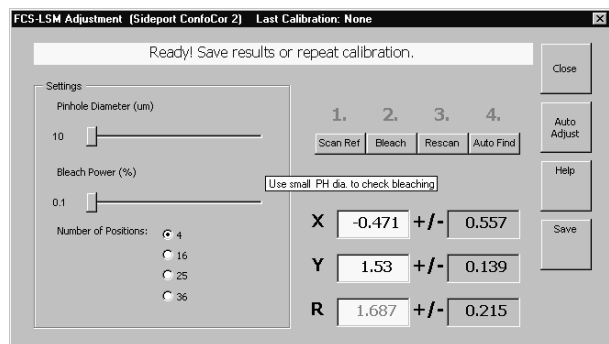 FCS-LSM Adjustment (Sideport ConfoCor 2) Last Calibration: None
Ready! Save results or repeat calibration.
Close
Settings
Pinhole Diameter (um)
10
1. 2. 3. 4.
Scan Ref Bleach Rescan Auto Find
Auto Adjust
Bleach Power (%)
0.1
Use small PH dia. to check bleaching
Help
Number of Positions:
4
16
25
36
X -0.471 +/- 0.557
Y 1.53 +/- 0.139
R 1.687 +/- 0.215
Save